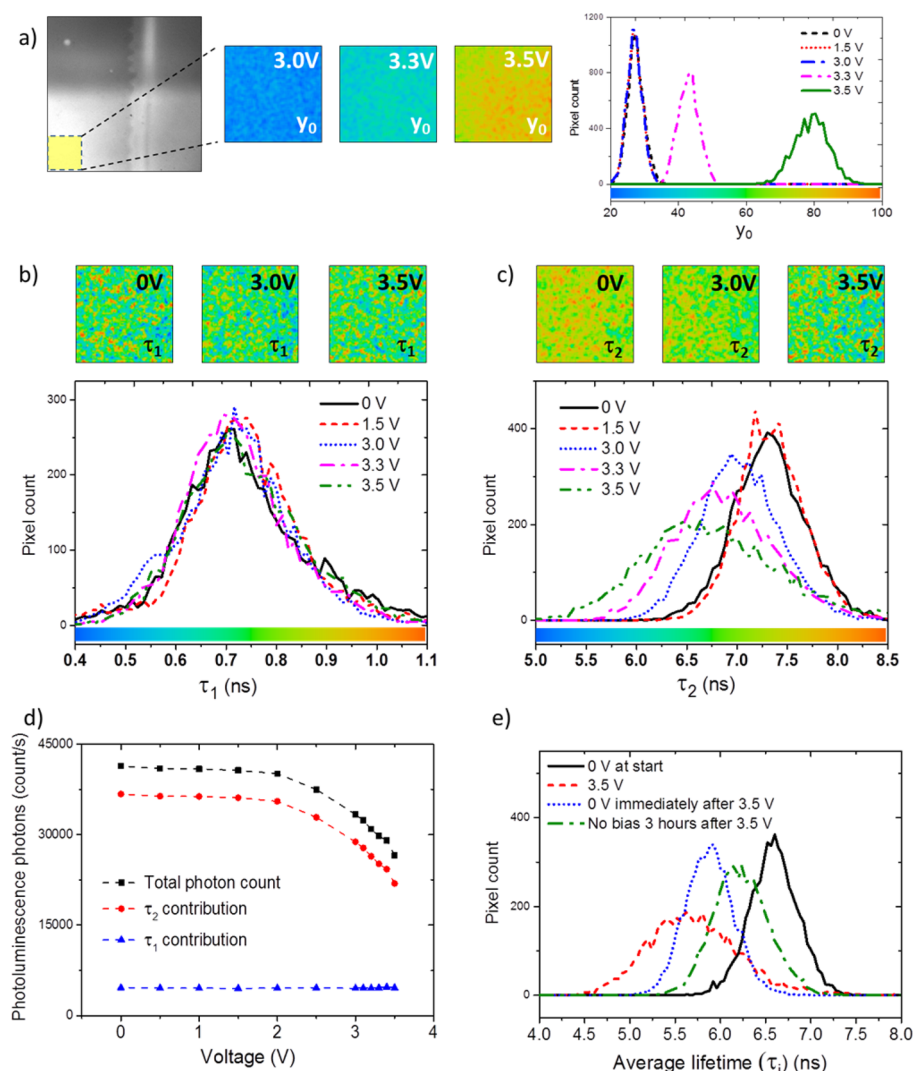 a)
3.0V
y0
3.3V
y0
3.5V
y0
1200
900
600
300
0
Pixel count
0 V
1.5 V
3.0 V
3.3 V
3.5 V
20 40 60 80 100
y0
b)
0V
τ1
3.0V
τ1
3.5V
τ1
300
200
100
0
Pixel count
0 V
1.5 V
3.0 V
3.3 V
3.5 V
0.4 0.5 0.6 0.7 0.8 0.9 1.0 1.1
τ1 (ns)
c)
0V
τ2
3.0V
τ2
3.5V
τ2
400
200
0
Pixel count
0 V
1.5 V
3.0 V
3.3 V
3.5 V
5.0 5.5 6.0 6.5 7.0 7.5 8.0 8.5
τ2 (ns)
d)
45000
30000
15000
0
Photoluminescence photons (count/s)
Total photon count
τ2 contribution
τ1 contribution
0 1 2 3 4
Voltage (V)
e)
0 V at start
3.5 V
0 V immediately after 3.5 V
No bias 3 hours after 3.5 V
400
200
0
Pixel count
4.0 4.5 5.0 5.5 6.0 6.5 7.0 7.5 8.0
Average lifetime (τi) (ns)